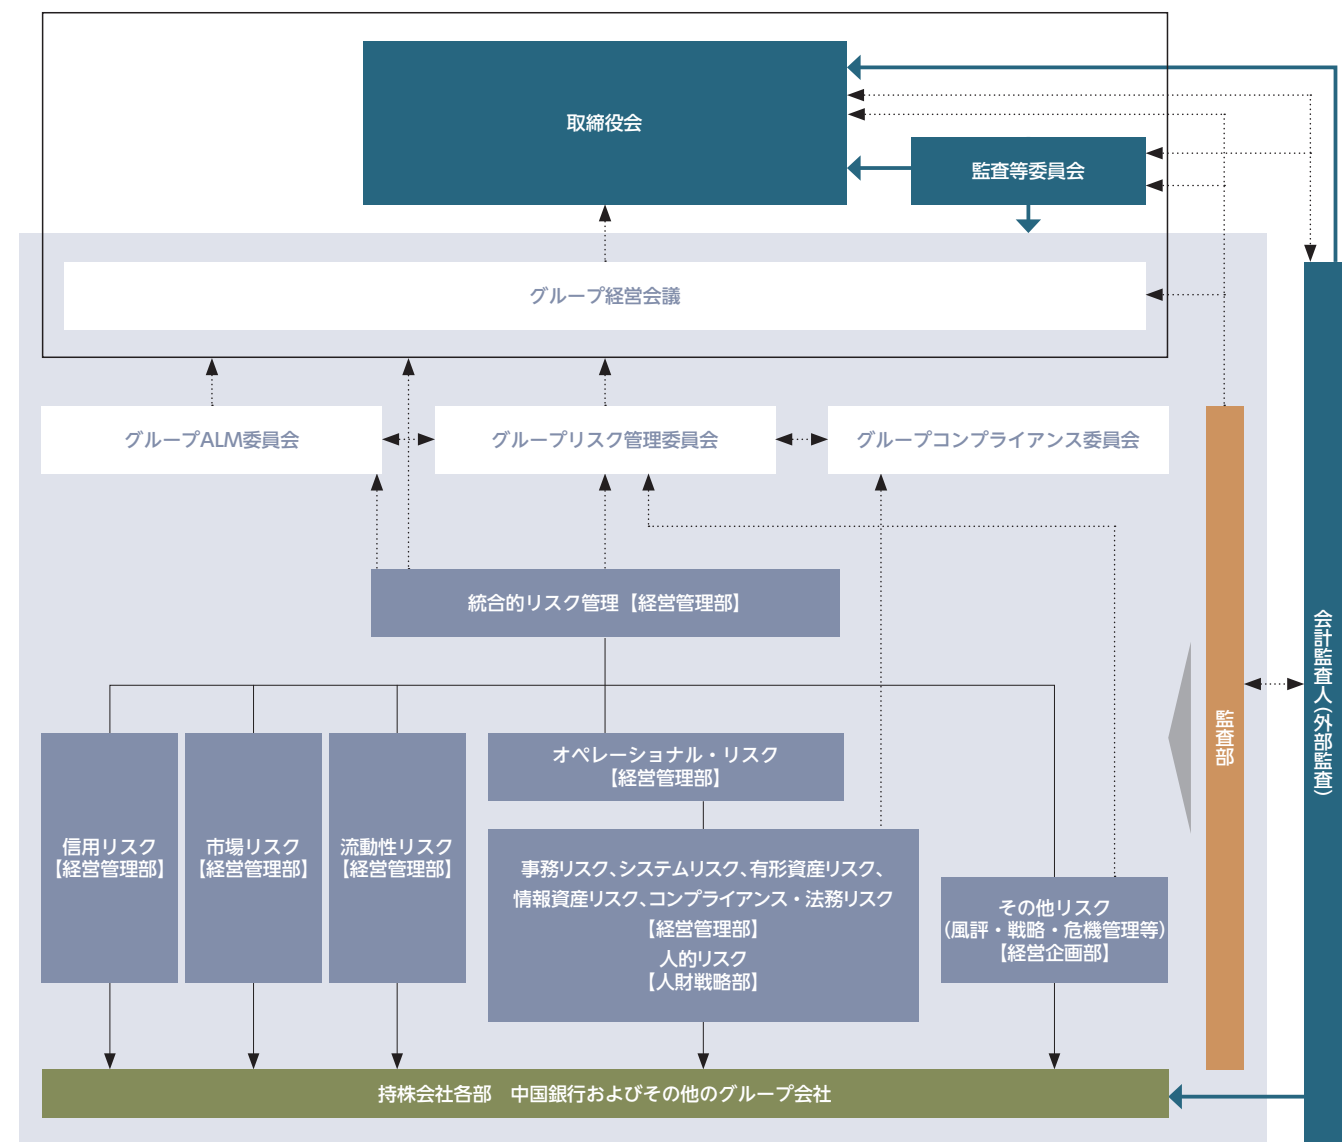 取締役会
監査等委員会
グループ経営会議
グループALM委員会
グループリスク管理委員会
グループコンプライアンス委員会
統合的リスク管理【経営管理部】
信用リスク
【経営管理部】
市場リスク
【経営管理部】
流動性リスク
【経営管理部】
オペレーショナル・リスク
【経営管理部】
事務リスク、システムリスク、有形資産リスク、
情報資産リスク、コンプライアンス・法務リスク
【経営管理部】
人的リスク
【人財戦略部】
その他リスク
（風評・戦略・危機管理等）
【経営企画部】
監査部
会計監査人（外部監査）
持株会社各部　中国銀行およびその他のグループ会社